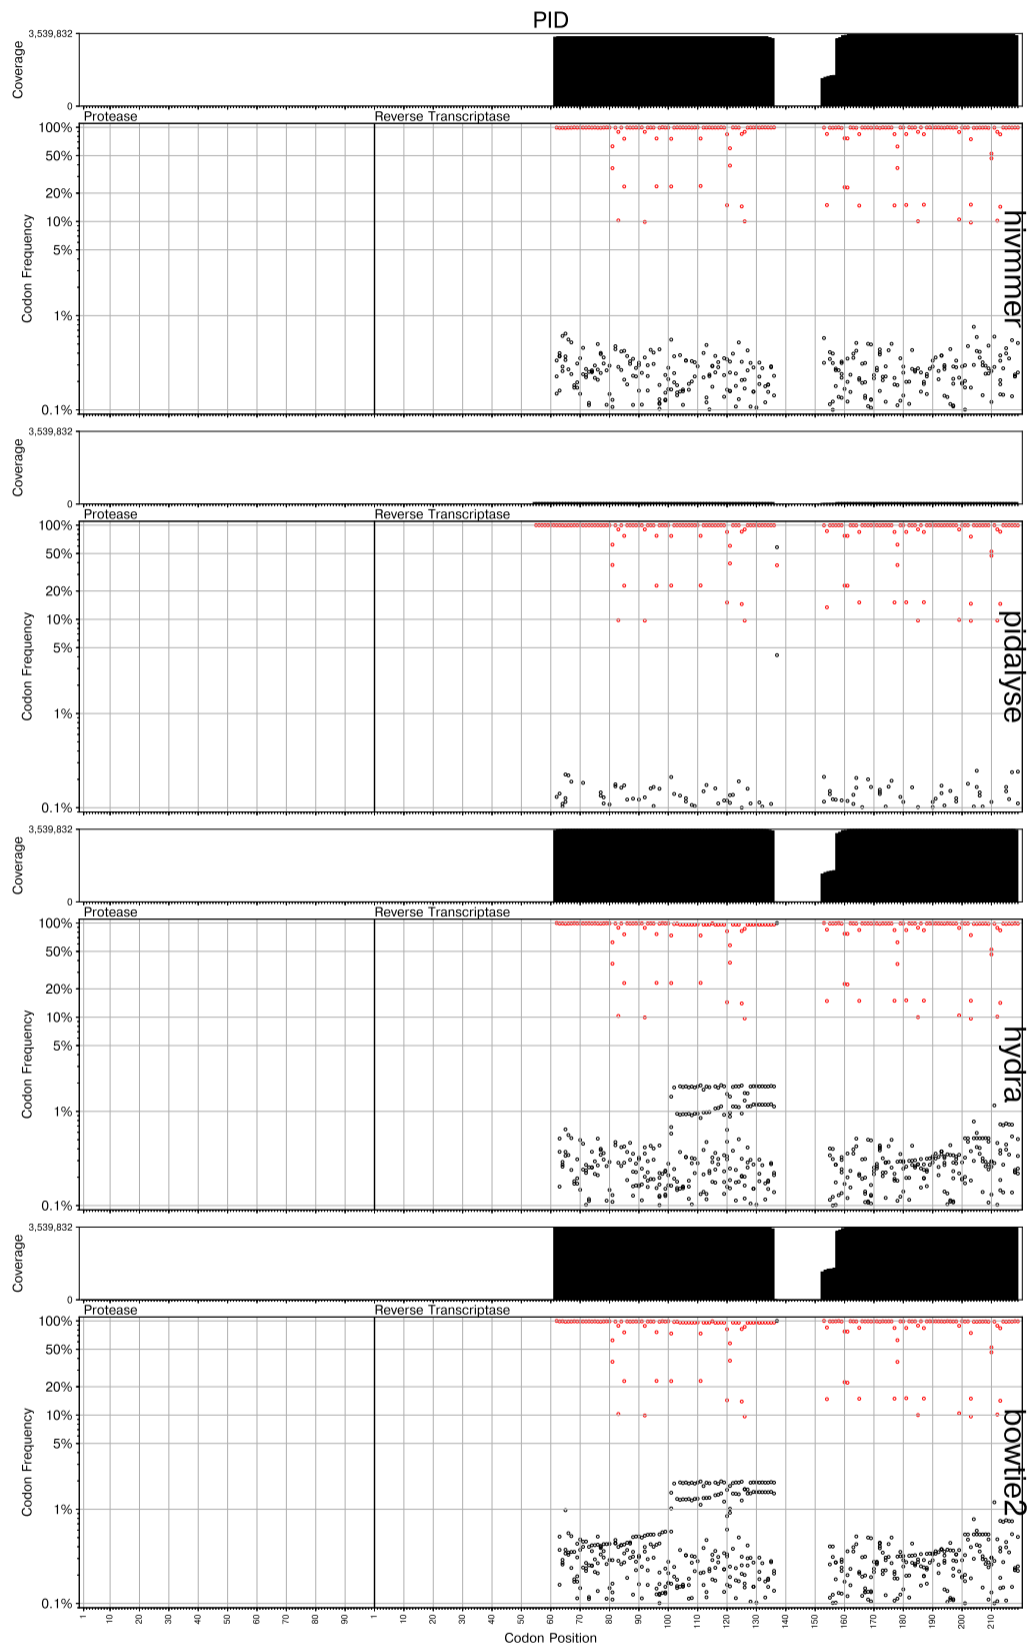 PID
3,539,832
Coverage
0
Protease
Reverse Transcriptase
100%
50%
20%
10%
5%
1%
0.1%
Codon Frequency
hivmmer
3,539,832
Coverage
0
Protease
Reverse Transcriptase
100%
50%
20%
10%
5%
1%
0.1%
Codon Frequency
pidalyse
3,539,832
Coverage
0
Protease
Reverse Transcriptase
100%
50%
20%
10%
5%
1%
0.1%
Codon Frequency
hydra
3,539,832
Coverage
0
Protease
Reverse Transcriptase
100%
50%
20%
10%
5%
1%
0.1%
Codon Frequency
bowtie2
1 10 20 30 40 50 60 70 80 90 1 10 20 30 40 50 60 70 80 90 100 110 120 130 140 150 160 170 180 190 200 210
Codon Position